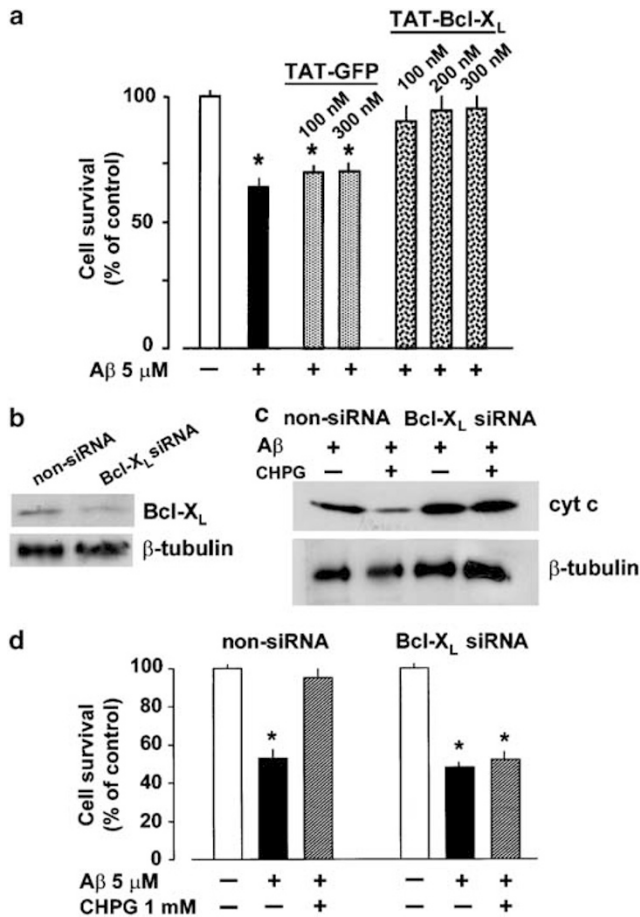 a
TAT-Bcl-XL
TAT-GFP
100 nM 200 nM 300 nM
100 nM 300 nM
100
50
0
Cell survival
(% of control)
* * *
Aβ 5 μM − + + + + + +
b
non-siRNA Bcl-XL siRNA
Bcl-XL
β-tubulin
c
non-siRNA Bcl-XL siRNA
Aβ + + + +
CHPG − + − +
cyt c
β-tubulin
d
non-siRNA Bcl-XL siRNA
100
80
60
40
20
0
Cell survival
(% of control)
* * *
Aβ 5 μM − + + − + +
CHPG 1 mM − − + − − +